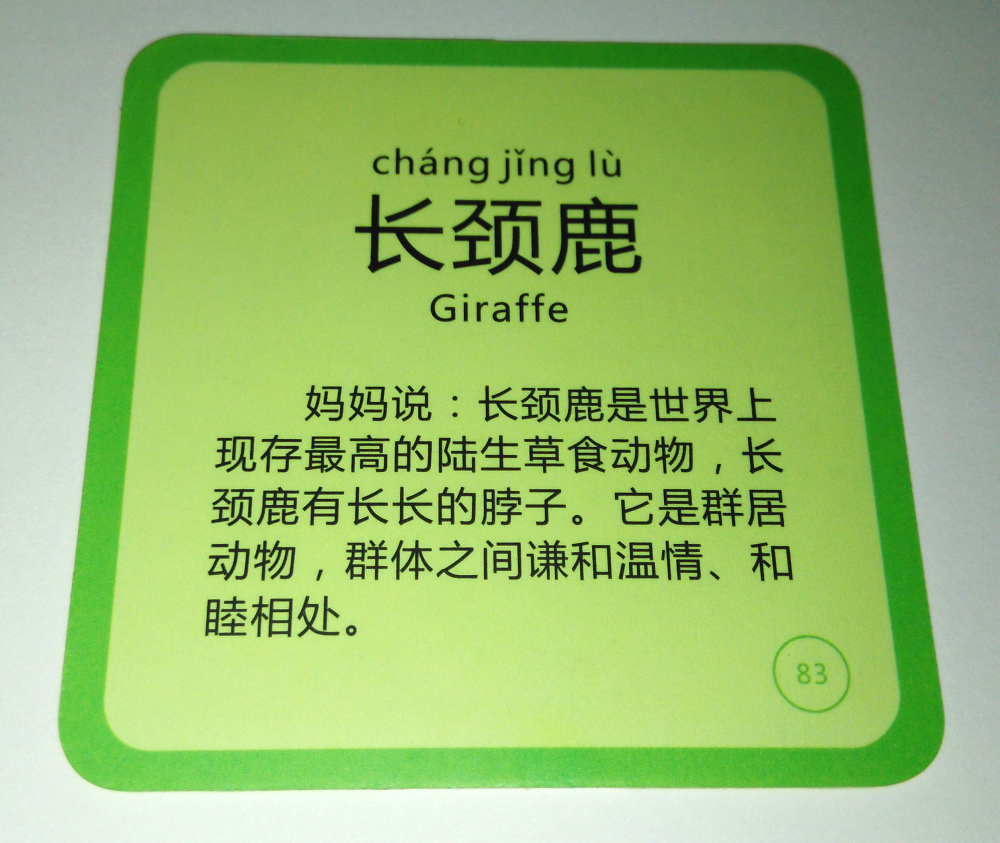 cháng jǐng lù
长颈鹿
Giraffe
妈妈说：长颈鹿是世界上
现存最高的陆生草食动物，长
颈鹿有长长的脖子。它是群居
动物，群体之间谦和温情、和
睦相处。
83